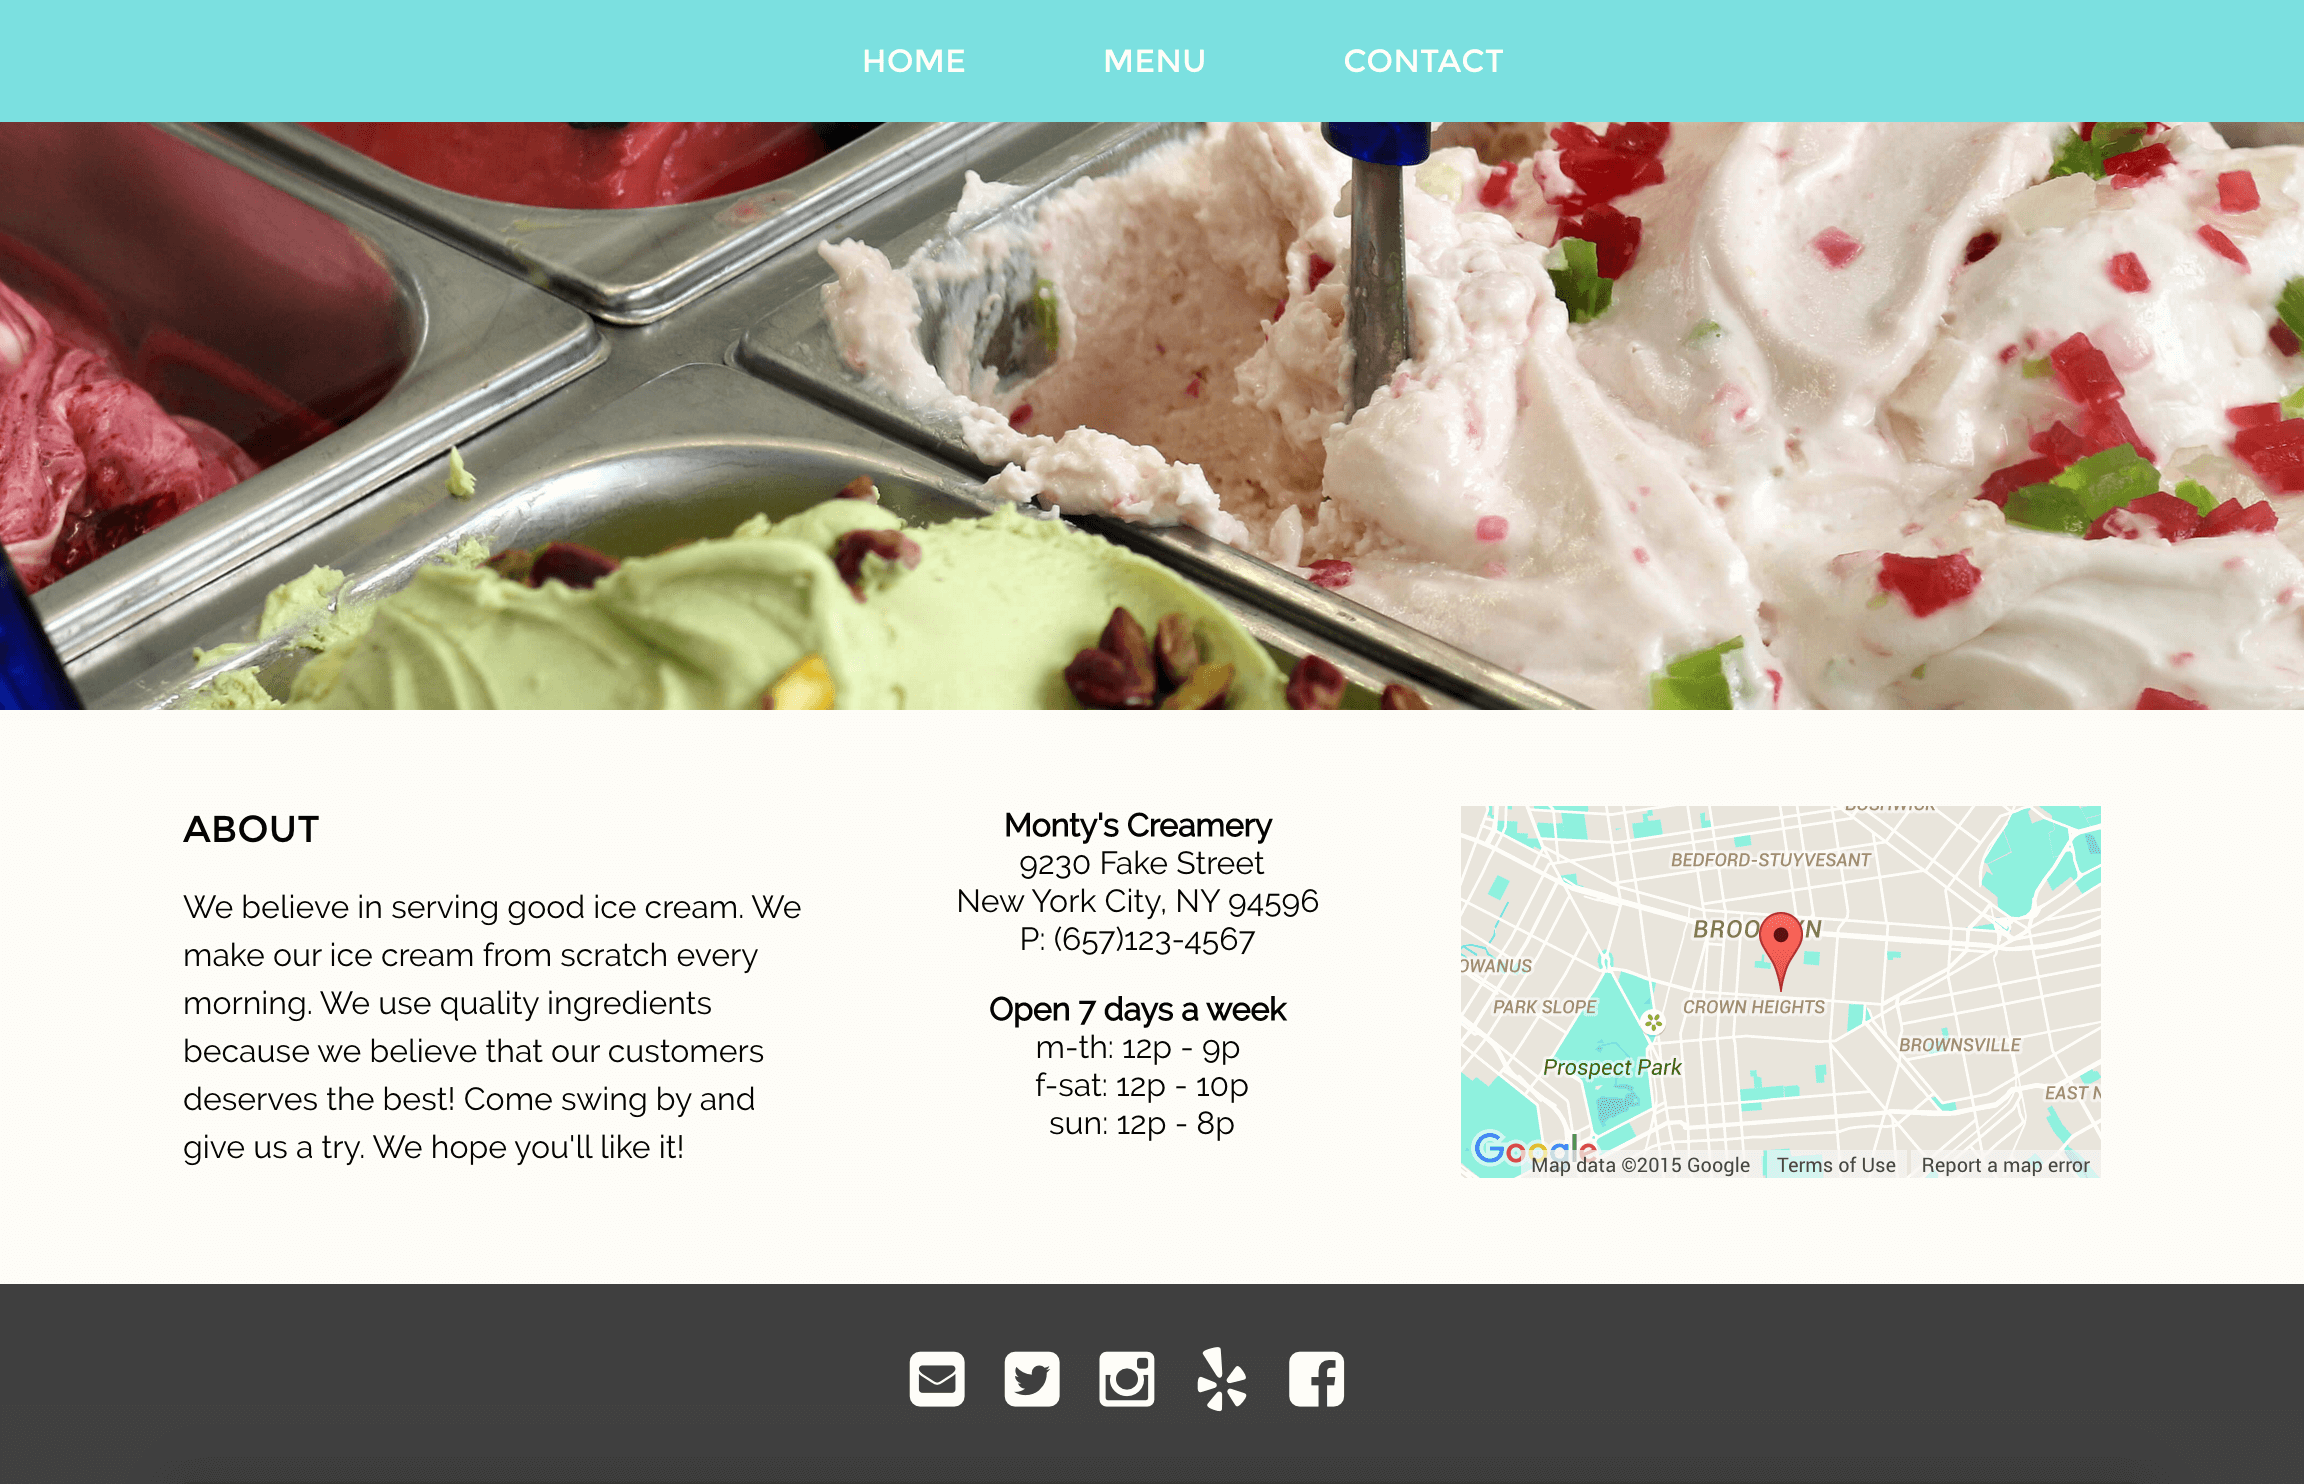 HOME MENU CONTACT
ABOUT
We believe in serving good ice cream. We
make our ice cream from scratch every
morning. We use quality ingredients
because we believe that our customers
deserves the best! Come swing by and
give us a try. We hope you'll like it!
Monty's Creamery
9230 Fake Street
New York City, NY 94596
P: (657)123-4567
Open 7 days a week
m-th: 12p - 9p
f-sat: 12p - 10p
sun: 12p - 8p
BUSHWICK
BEDFORD-STUYVESANT
OWANUS
PARK SLOPE
CROWN HEIGHTS
BROWNSVILLE
Prospect Park
EAST N
Google
Map data ©2015 Google Terms of Use Report a map error